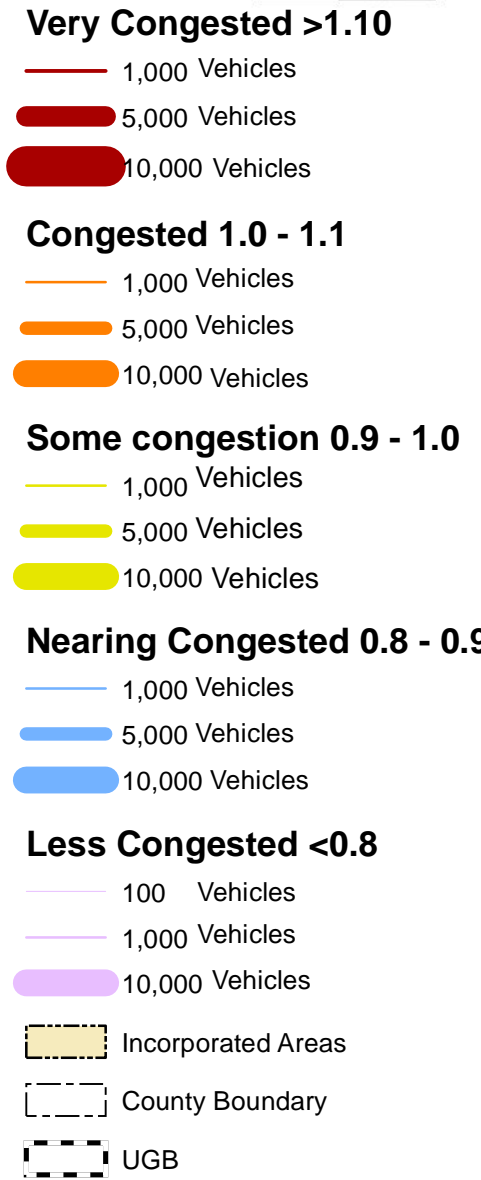 Very Congested >1.10
1,000 Vehicles
5,000 Vehicles
10,000 Vehicles
Congested 1.0 - 1.1
1,000 Vehicles
5,000 Vehicles
10,000 Vehicles
Some congestion 0.9 - 1.0
1,000 Vehicles
5,000 Vehicles
10,000 Vehicles
Nearing Congested 0.8 - 0.9
1,000 Vehicles
5,000 Vehicles
10,000 Vehicles
Less Congested <0.8
100 Vehicles
1,000 Vehicles
10,000 Vehicles
Incorporated Areas
County Boundary
UGB